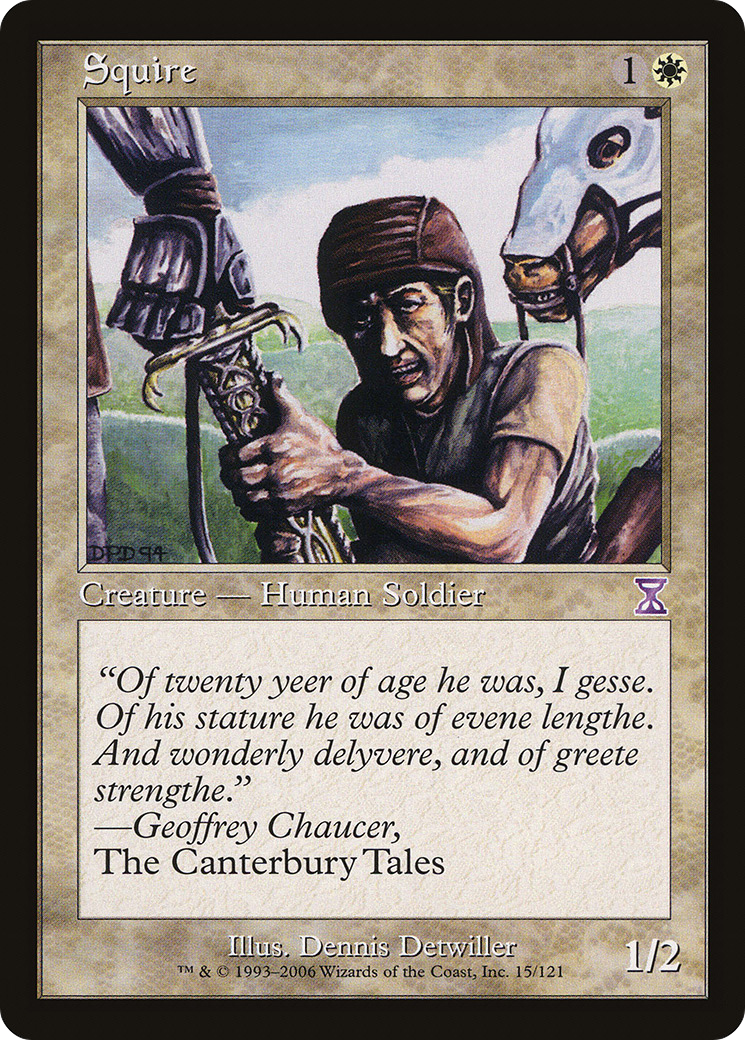 Squire 1
DPD 94
Creature — Human Soldier
“Of twenty yeer of age he was, I gesse.
Of his stature he was of evene lengthe.
And wonderly delyvere, and of greete
strengthe.”
—Geoffrey Chaucer,
The Canterbury Tales
Illus. Dennis Detwiller
™ & © 1993–2006 Wizards of the Coast, Inc. 15/121
1/2